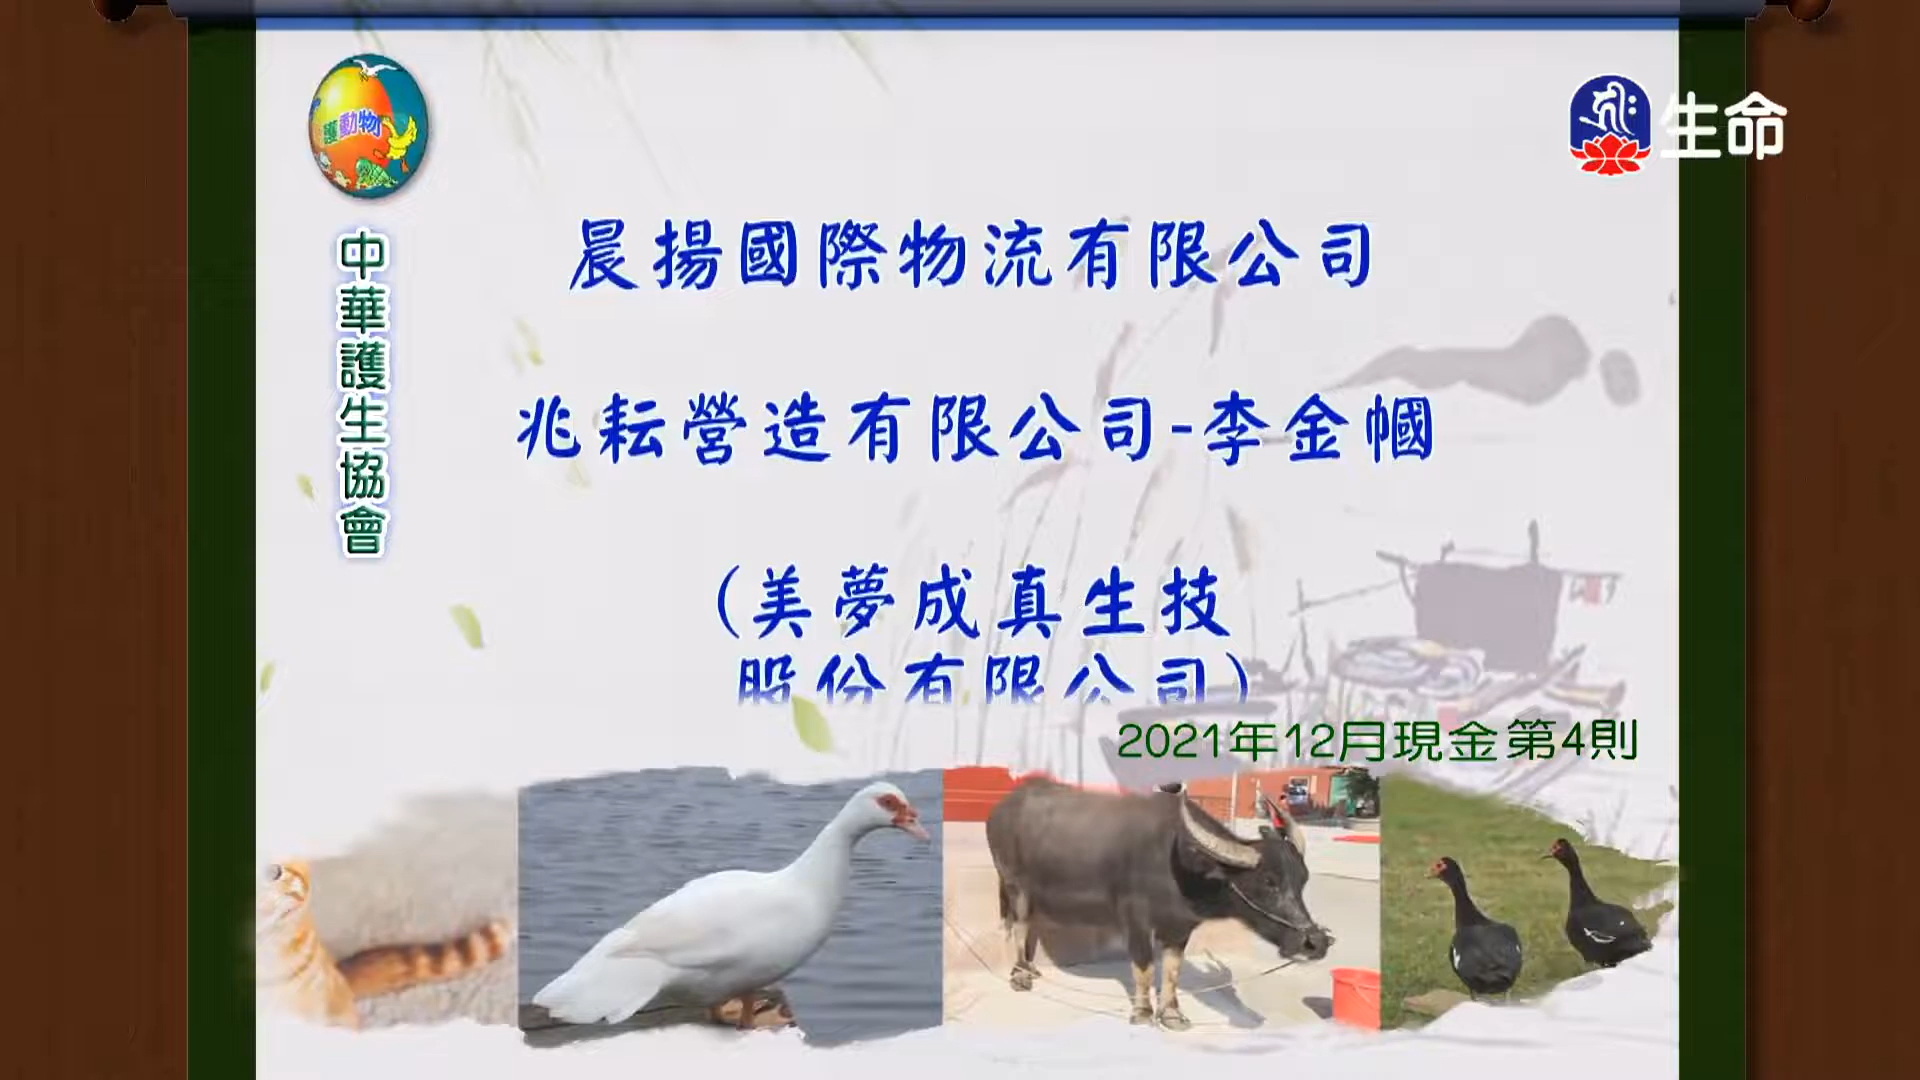 護動物
生命
中華護生協會
晨揚國際物流有限公司
兆耘營造有限公司-李金幗
(美夢成真生技
股份有限公司)
2021年12月現金第4則